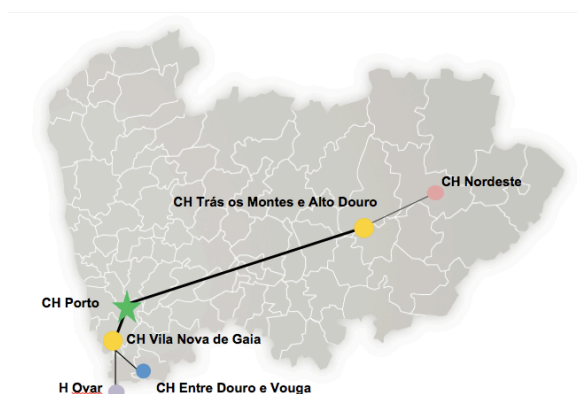 CH Nordeste
CH Trás os Montes e Alto Douro
CH Porto
CH Vila Nova de Gaia
H Ovar
CH Entre Douro e Vouga